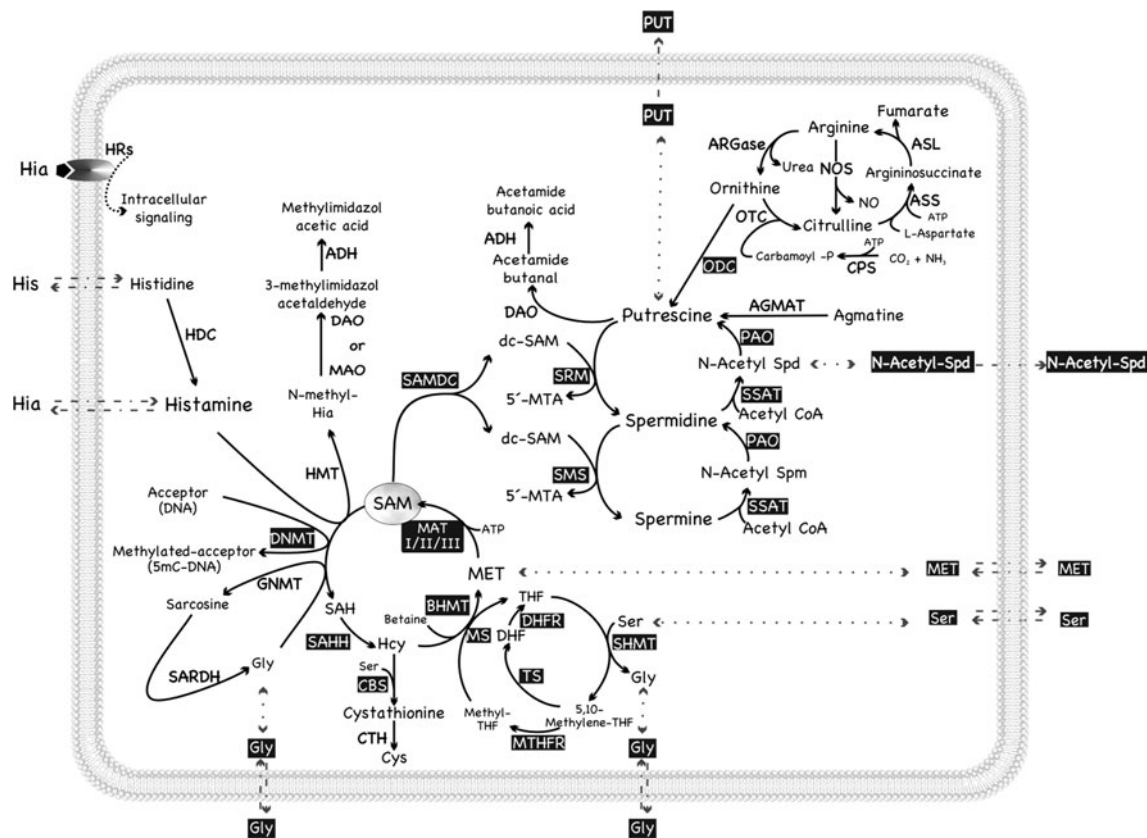 PUT
PUT
Fumarate
Arginine
ARGase
ASL
HRs
Hia
Urea
NOS
Argininosuccinate
Intracellular
signaling
Ornithine
NO
ASS
Acetamide
butanoic acid
OTC
Citrulline
ATP
L-Aspartate
Methylimidazol
acetic acid
ADH
ADH
Acetamide
butanal
ODC
Carbamoyl -P
ATP
CPS
CO₂ + NH₃
His
Histidine
3-methylimidazol
acetaldehyde
DAO
Putrescine
AGMAT
Agmatine
HDC
DAO
or
MAO
dc-SAM
PAO
N-Acetyl Spd
N-Acetyl-Spd
N-Acetyl-Spd
SAMDC
SRM
5´-MTA
SSAT
Acetyl CoA
Hia
Histamine
N-methyl-
Hia
Spermidine
dc-SAM
PAO
HMT
SMS
N-Acetyl Spm
Acceptor
(DNA)
SAM
5´-MTA
SSAT
Spermine
Acetyl CoA
DNMT
MAT
I/II/III
ATP
Methylated-acceptor
(5mC-DNA)
GNMT
MET
MET
MET
Sarcosine
SAH
BHMT
THF
Betaine
DHFR
Ser
Ser
Ser
SAHH
Hcy
MS
DHF
SHMT
SARDH
Gly
Ser
CBS
TS
Gly
Cystathionine
Methyl-
THF
5,10-
Methylene-THF
CTH
MTHFR
Cys
Gly
Gly
Gly
Gly